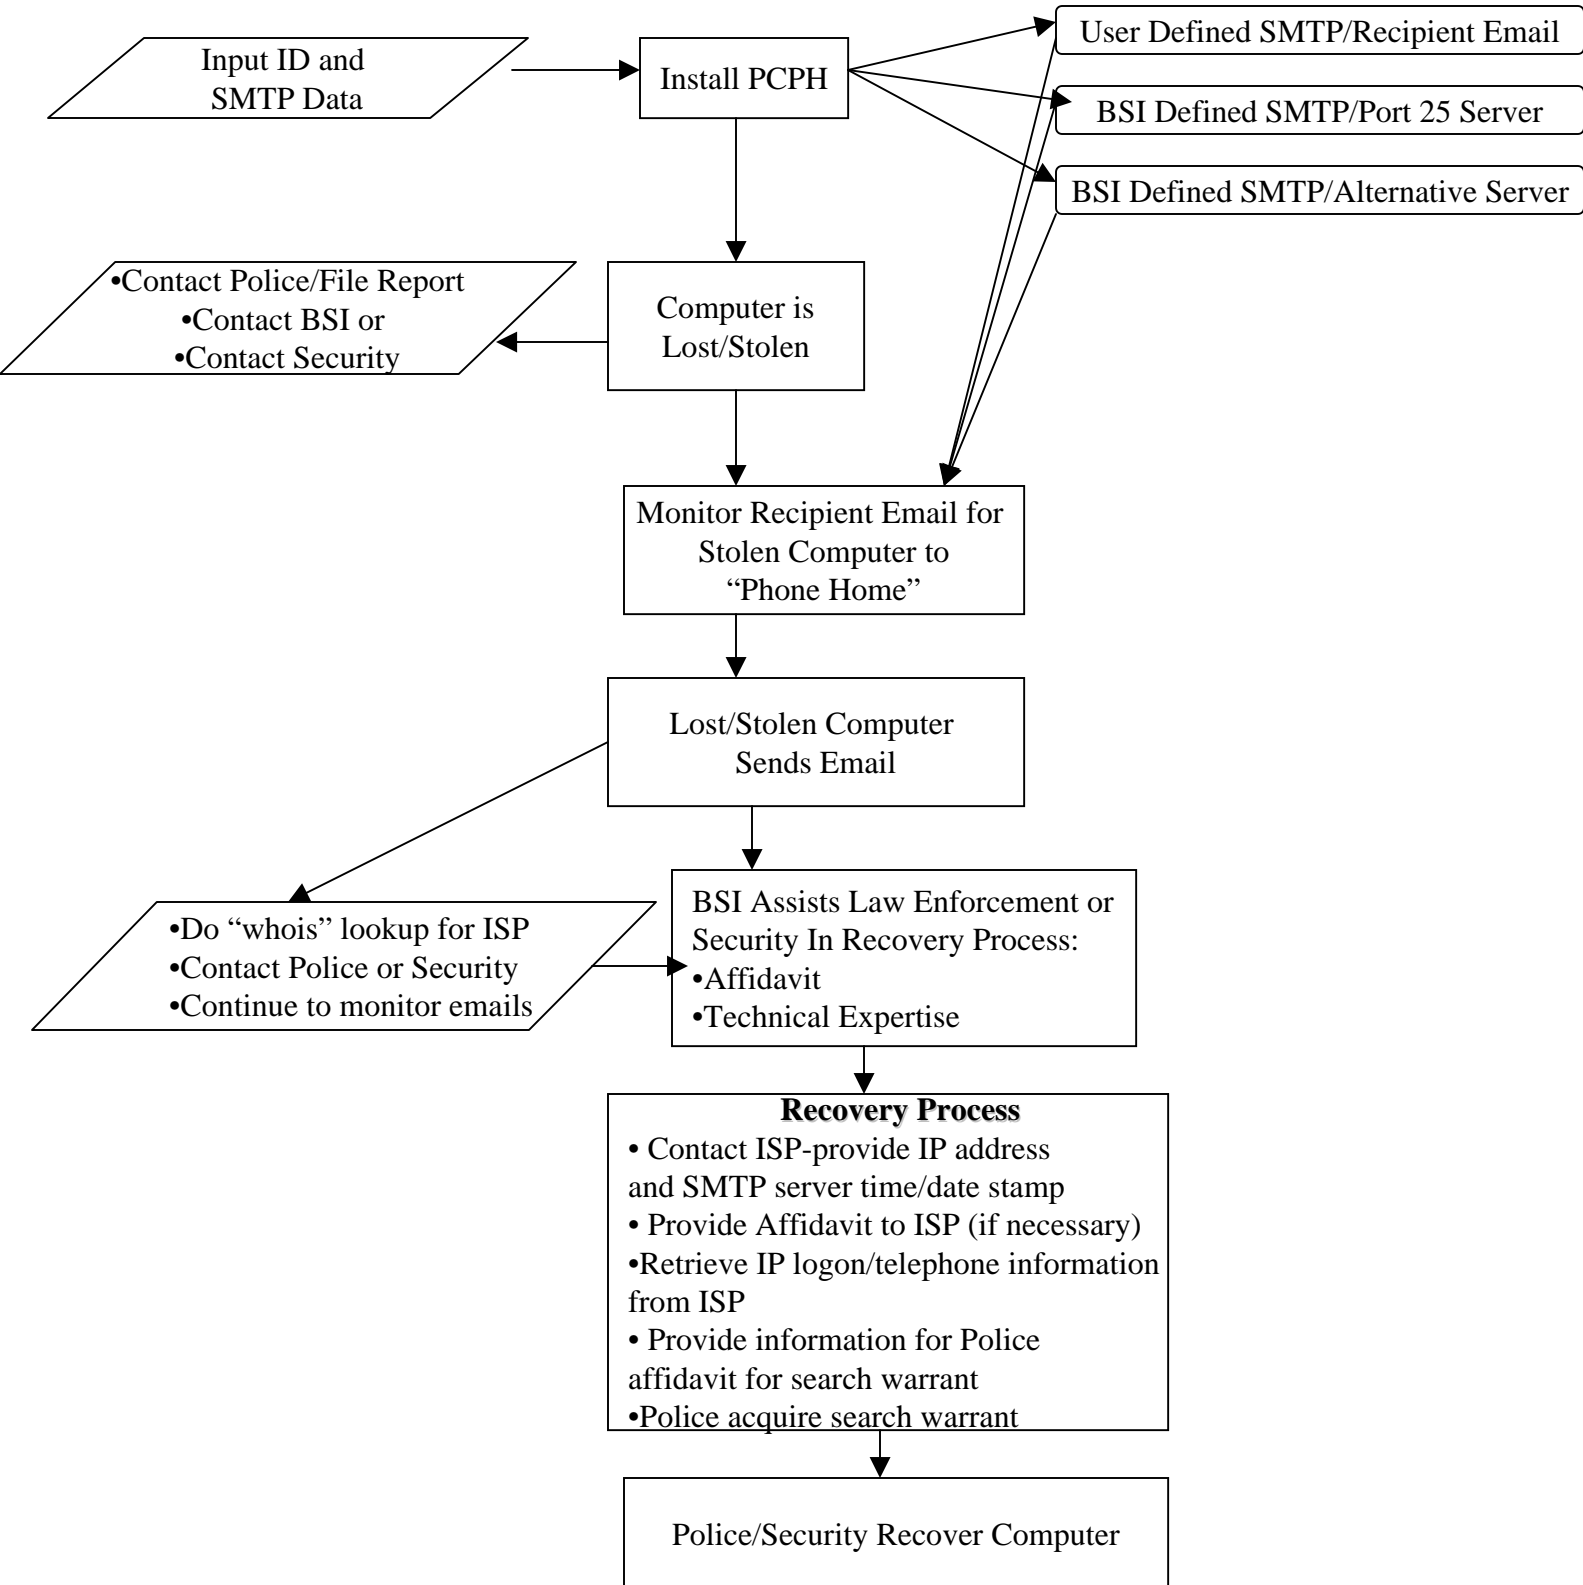 Input ID and
SMTP Data
Install PCPH
User Defined SMTP/Recipient Email
BSI Defined SMTP/Port 25 Server
BSI Defined SMTP/Alternative Server
•Contact Police/File Report
•Contact BSI or
•Contact Security
Computer is
Lost/Stolen
Monitor Recipient Email for
Stolen Computer to
“Phone Home”
Lost/Stolen Computer
Sends Email
•Do “whois” lookup for ISP
•Contact Police or Security
•Continue to monitor emails
BSI Assists Law Enforcement or
Security In Recovery Process:
•Affidavit
•Technical Expertise
Recovery Process
• Contact ISP-provide IP address
and SMTP server time/date stamp
• Provide Affidavit to ISP (if necessary)
•Retrieve IP logon/telephone information
from ISP
• Provide information for Police
affidavit for search warrant
•Police acquire search warrant
Police/Security Recover Computer